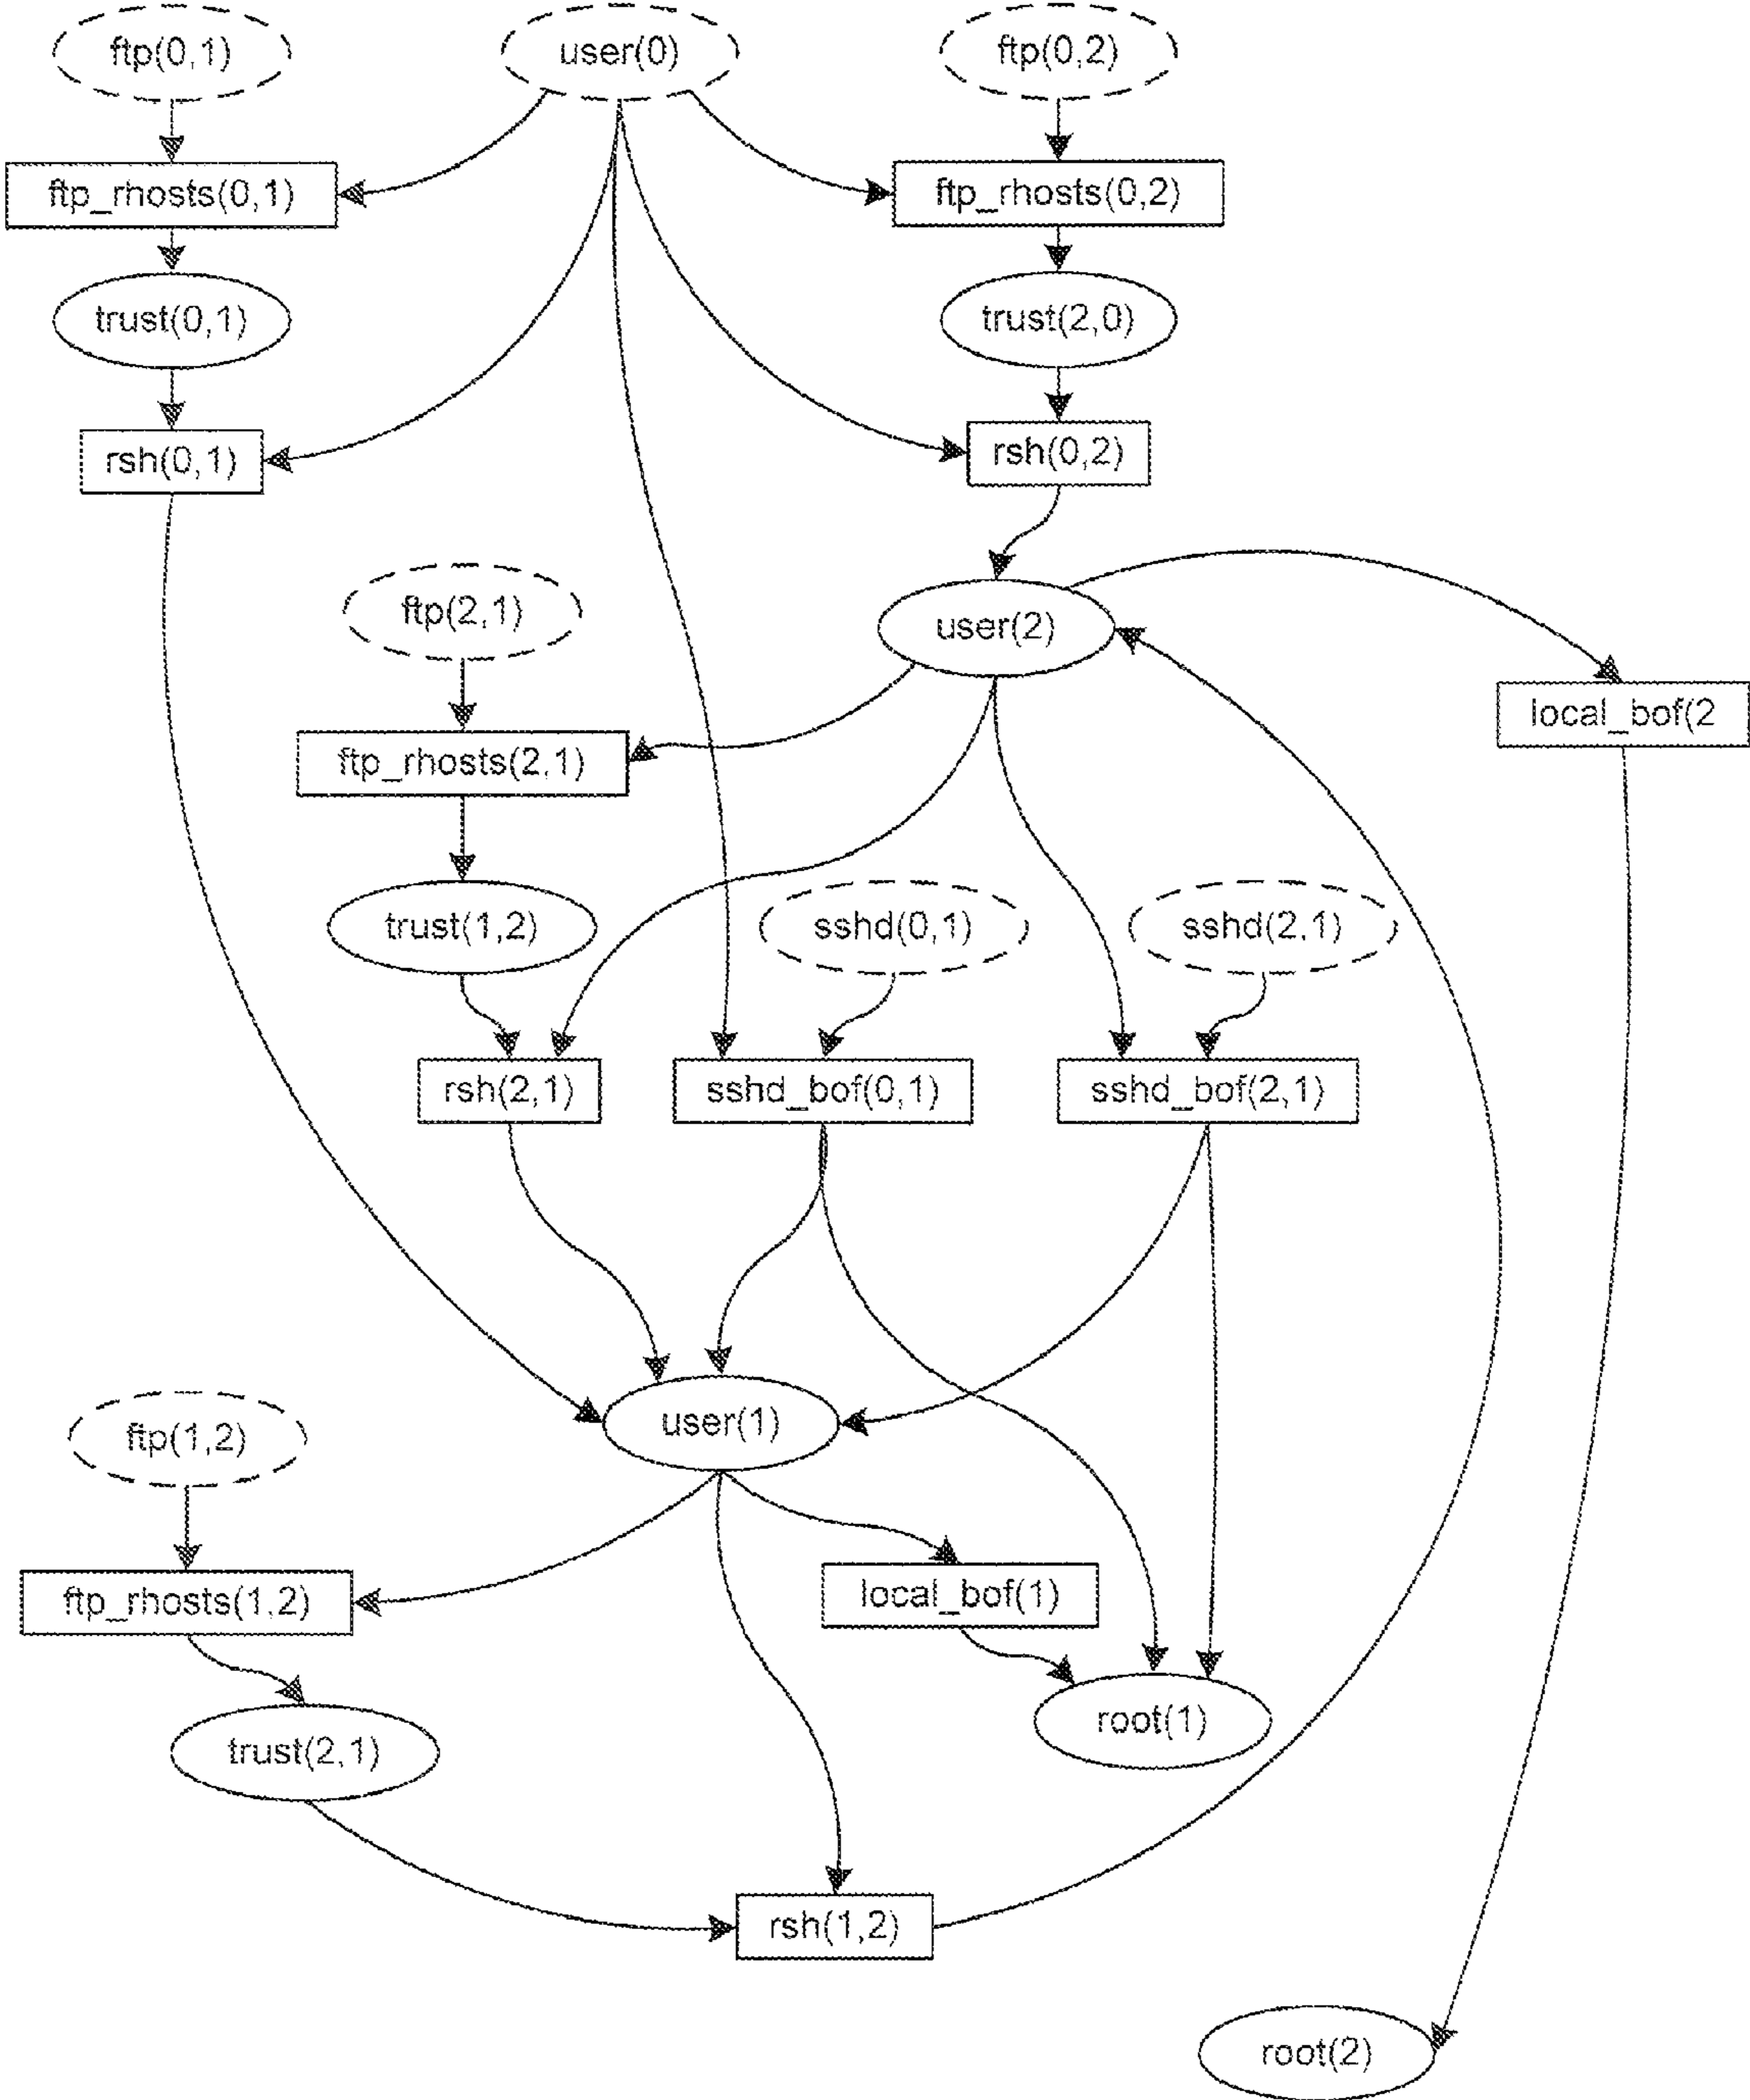 ftp(0,1)
user(0)
ftp(0,2)
ftp_rhosts(0,1)
ftp_rhosts(0,2)
trust(0,1)
trust(2,0)
rsh(0,1)
rsh(0,2)
ftp(2,1)
user(2)
local_bof(2
ftp_rhosts(2,1)
trust(1,2)
sshd(0,1)
sshd(2,1)
rsh(2,1)
sshd_bof(0,1)
sshd_bof(2,1)
user(1)
ftp(1,2)
ftp_rhosts(1,2)
local_bof(1)
root(1)
trust(2,1)
rsh(1,2)
root(2)